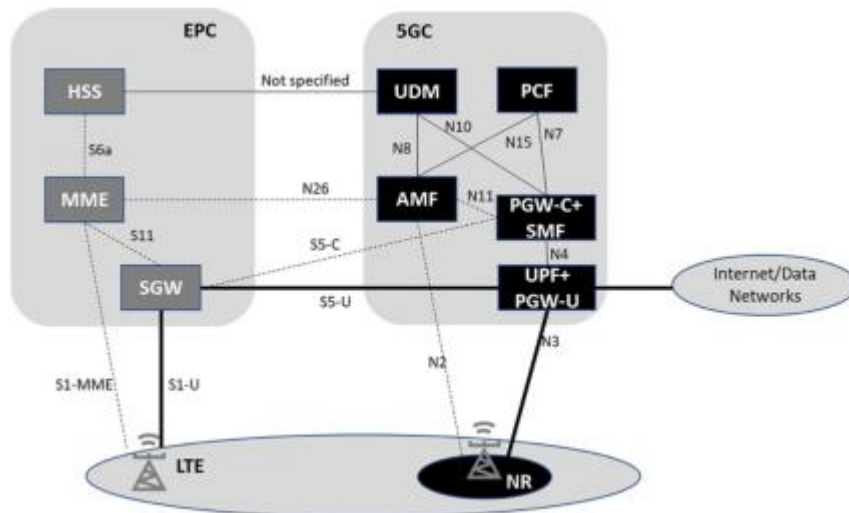 EPC
5GC
HSS
Not specified
UDM
PCF
N10
N7
N8
N15
S6a
MME
N26
AMF
N11
PGW-C+
SMF
S11
S5-C
N4
SGW
UPF+
PGW-U
Internet/Data
Networks
S5-U
N3
N2
S1-MME
S1-U
LTE
NR